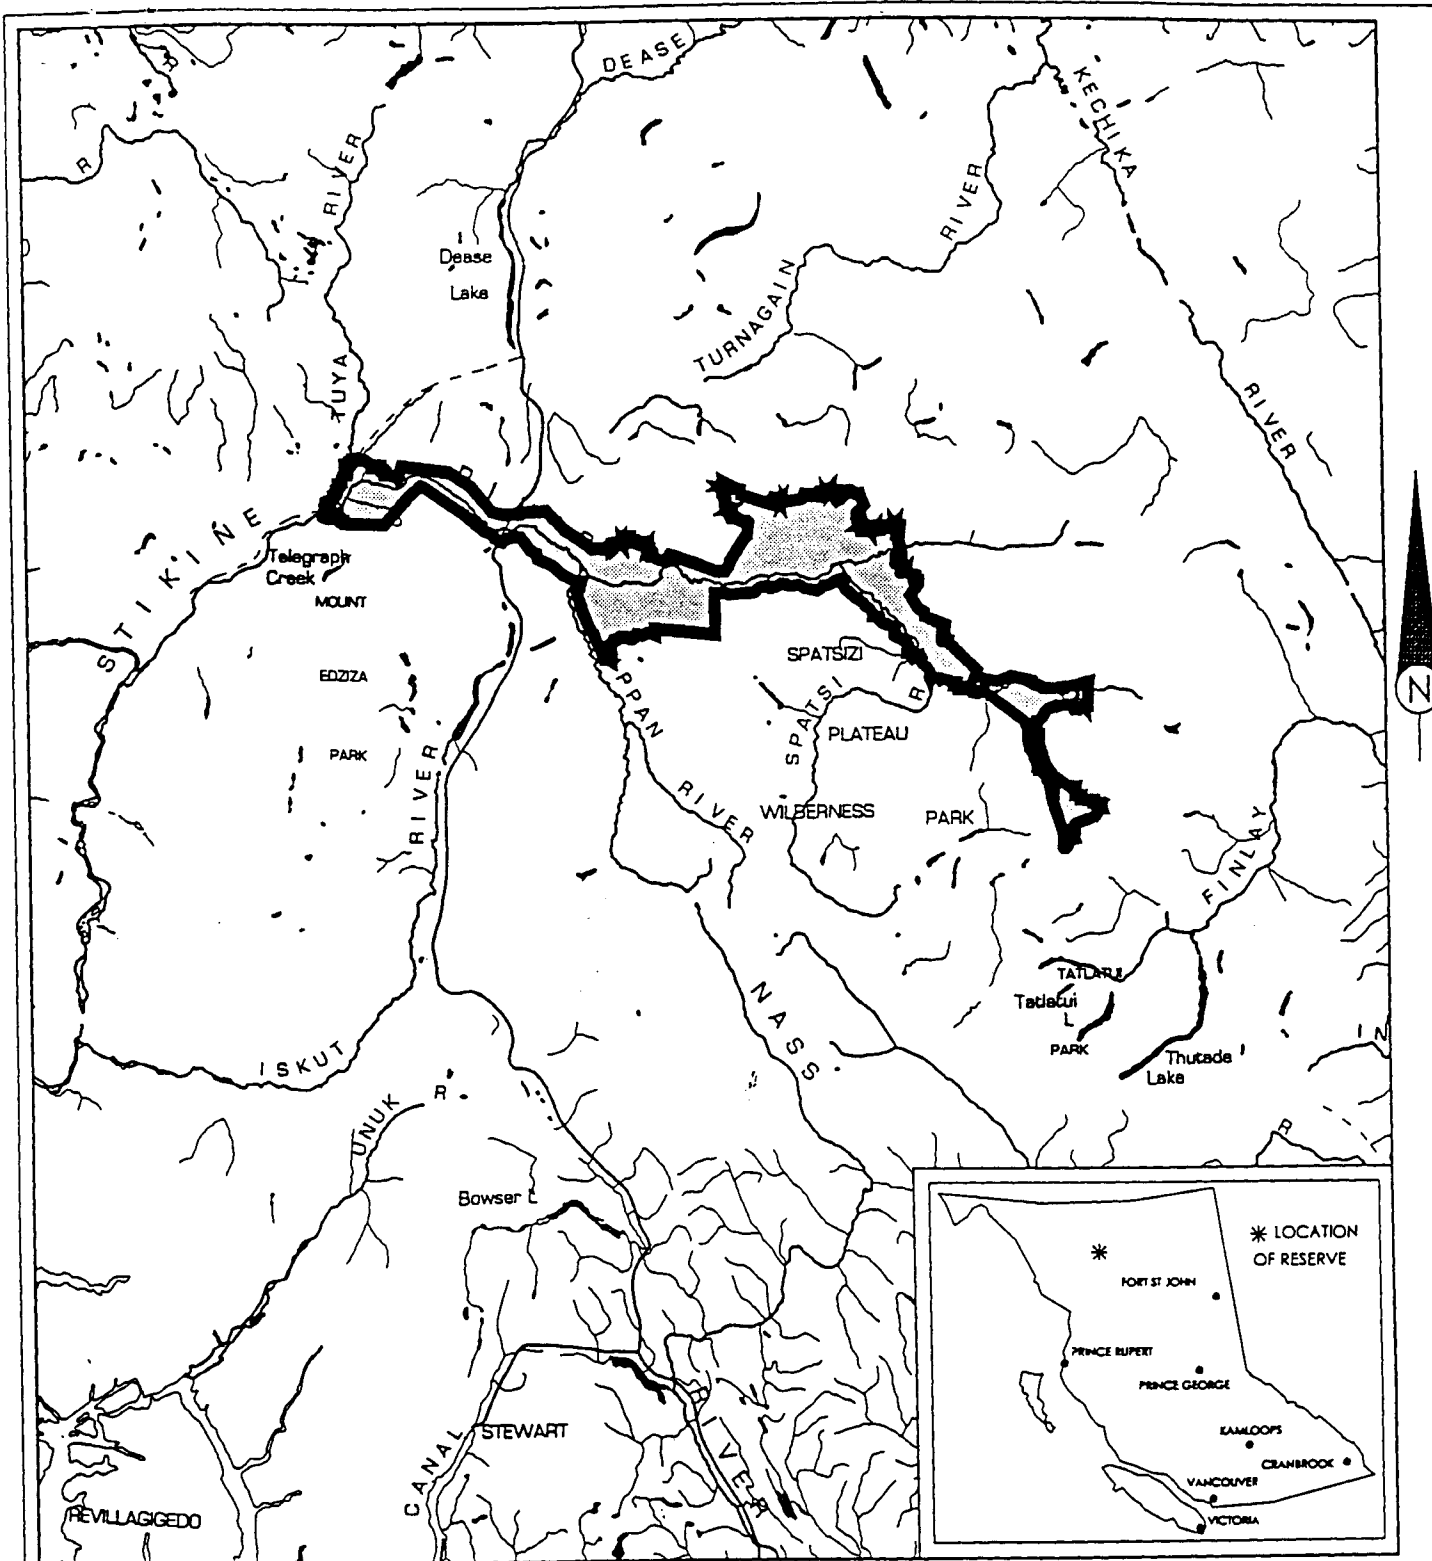 DEASE
KECHIKA
R
R
RIVER
RIVER
Dease
Lake
TURNAGAIN
TUYA
RIVER
STIKINE
Telegraph
Creek
MOUNT
SPATSIZI
EDZIZA
PPAN
SPATSI
R
N
PLATEAU
PARK
RIVER
RIVER
WILBERNESS
PARK
FINLAY
TATLATUI
Tatlatui
L
NASS
PARK
Thutade
Lake
ISKUT
UNUK
R
R
Bowser L
LOCATION
OF RESERVE
FORT ST JOHN
PRINCE RUPERT
PRINCE GEORGE
KAMLOOPS
CRANBROOK
VANCOUVER
VICTORIA
CANAL
STEWART
RIVER
REVILLAGIGEDO